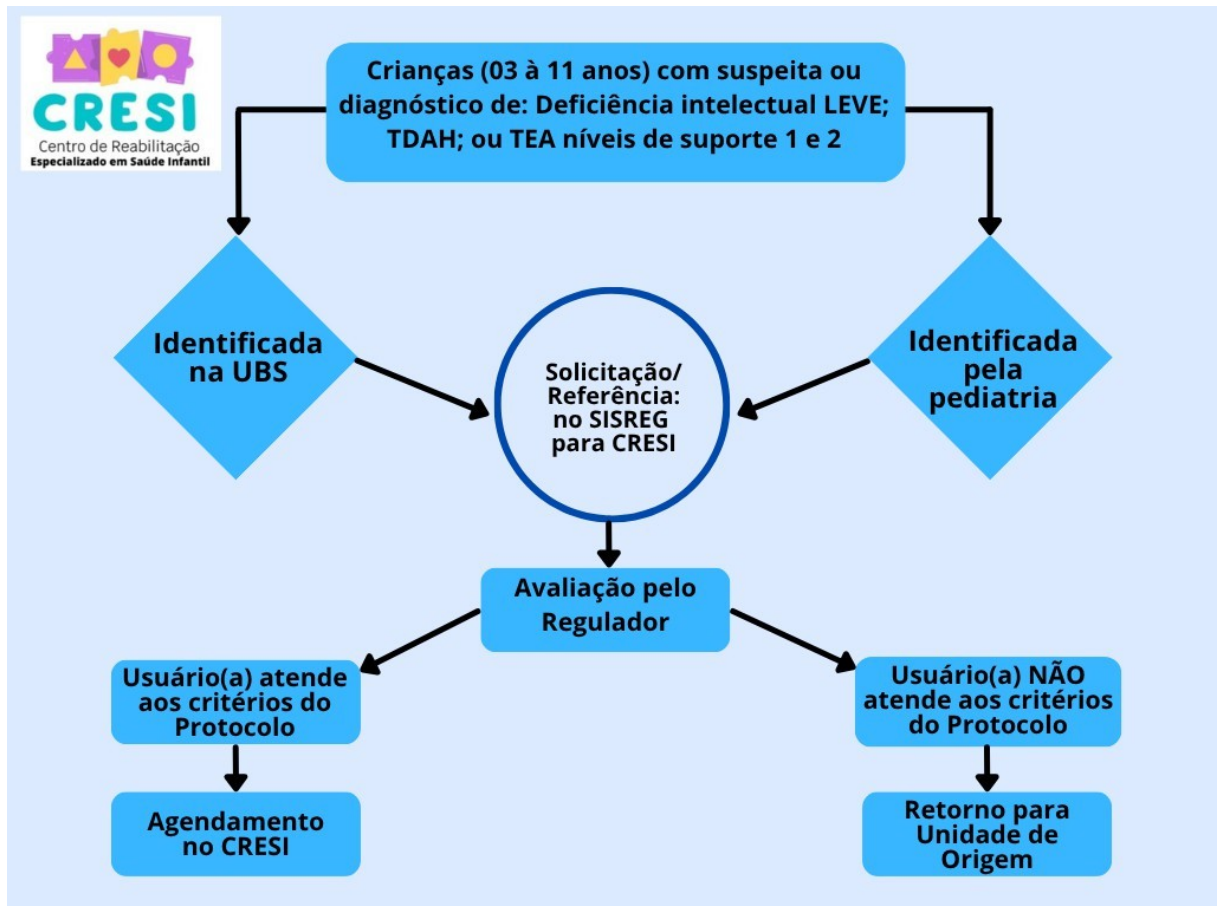 CRESI
Centro de Reabilitação
Especializado em Saúde Infantil
Crianças (03 à 11 anos) com suspeita ou
diagnóstico de: Deficiência intelectual LEVE;
TDAH; ou TEA níveis de suporte 1 e 2
Identificada
na UBS
Identificada
pela
pediatria
Solicitação/
Referência:
no SISREG
para CRESI
Avaliação pelo
Regulador
Usuário(a) atende
aos critérios do
Protocolo
Usuário(a) NÃO
atende aos critérios
do Protocolo
Agendamento
no CRESI
Retorno para
Unidade de
Origem